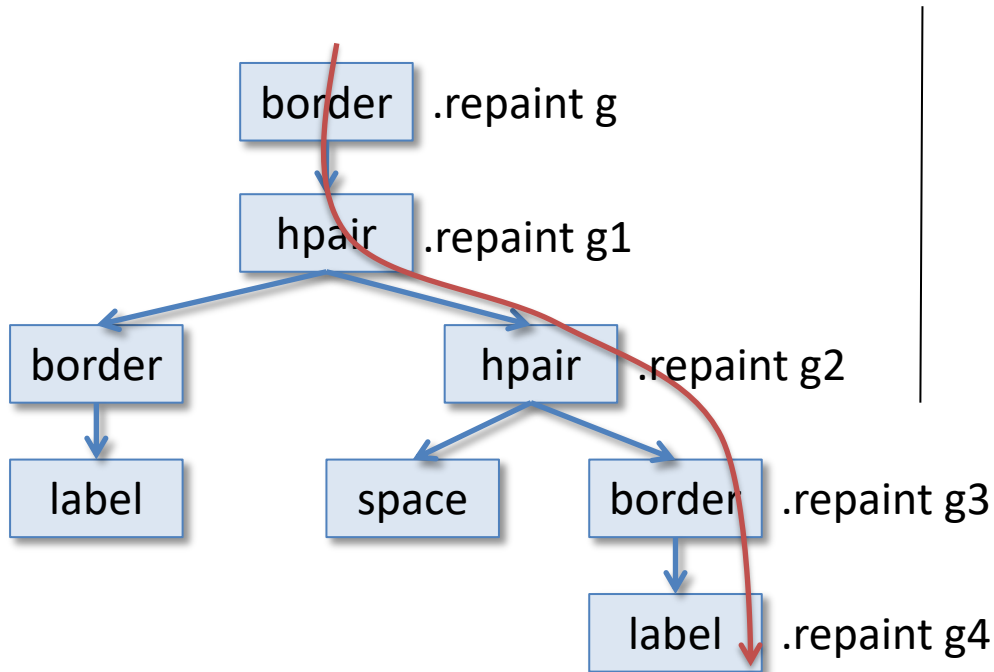 border .repaint g
hpair .repaint g1
border hpair .repaint g2
label space border .repaint g3
label .repaint g4